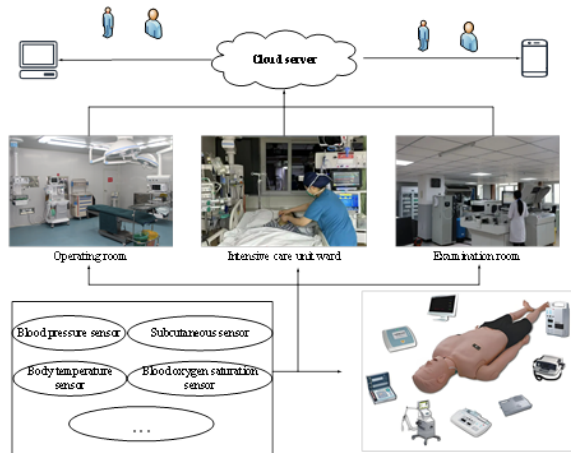 Cloud server
Operating room
Intensive care unit ward
Examination room
Blood pressure sensor
Subcutaneous sensor
Body temperature
sensor
Blood oxygen saturation
sensor
...